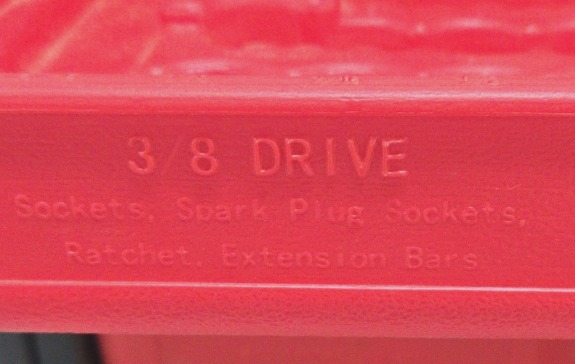 3/8 DRIVE
Sockets, Spark Plug Sockets,
Ratchet, Extension Bars